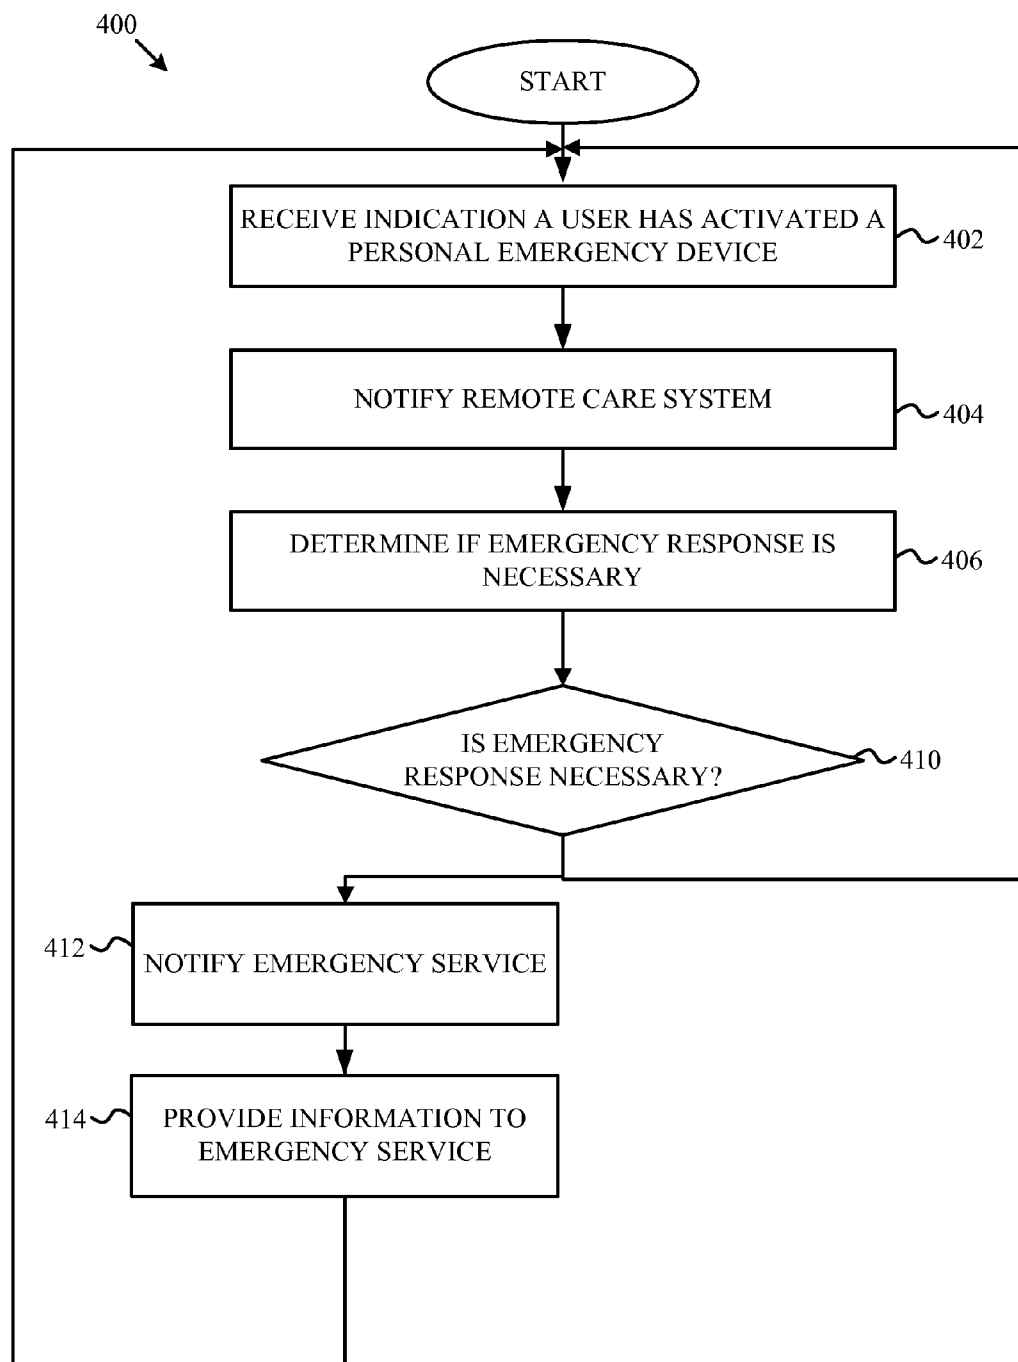 400
START
RECEIVE INDICATION A USER HAS ACTIVATED A
PERSONAL EMERGENCY DEVICE
402
NOTIFY REMOTE CARE SYSTEM
404
DETERMINE IF EMERGENCY RESPONSE IS
NECESSARY
406
IS EMERGENCY
RESPONSE NECESSARY?
410
412
NOTIFY EMERGENCY SERVICE
414
PROVIDE INFORMATION TO
EMERGENCY SERVICE